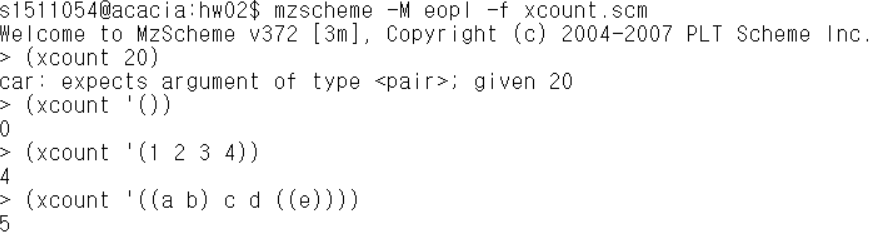 s1511054@acacia:hw02$ mzscheme -M eopl -f xcount.scm
Welcome to MzScheme v372 [3m], Copyright (c) 2004-2007 PLT Scheme Inc.
> (xcount 20)
car: expects argument of type <pair>; given 20
> (xcount '())
0
> (xcount '(1 2 3 4))
4
> (xcount '((a b) c d ((e))))
5